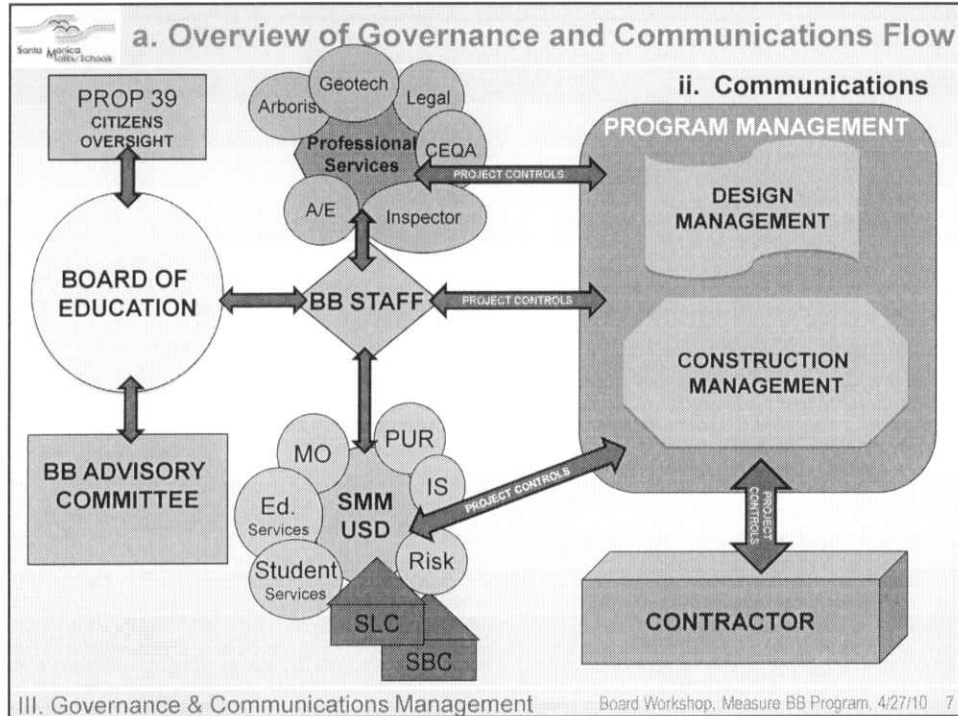 Santa Monica
Malibu Schools
a. Overview of Governance and Communications Flow
ii. Communications
PROP 39
CITIZENS
OVERSIGHT
BOARD OF
EDUCATION
BB ADVISORY
COMMITTEE
Geotech
Arborist
Legal
Professional
Services
CEQA
A/E
Inspector
BB STAFF
PROJECT CONTROLS
PROJECT CONTROLS
PROJECT CONTROLS
MO
PUR
IS
Ed.
Services
SMM
USD
Student
Services
Risk
SLC
SBC
PROGRAM MANAGEMENT
DESIGN
MANAGEMENT
CONSTRUCTION
MANAGEMENT
PROJECT
CONTROLS
CONTRACTOR
III. Governance & Communications Management
Board Workshop, Measure BB Program, 4/27/10 7